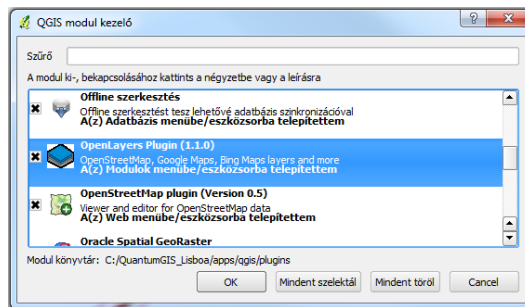 QGIS modul kezelő
Szűrő
A modul ki-, bekapcsolásához kattints a négyzetbe vagy a leírásra
Offline szerkesztés
Offline szerkesztést tesz lehetővé adatbázis szinkronizációval
A(z) Adatbázis menübe/eszközsorba telepítettem
OpenLayers Plugin (1.1.0)
OpenStreetMap, Google Maps, Bing Maps layers and more
A(z) Modulok menübe/eszközsorba telepítettem
OpenStreetMap plugin (Version 0.5)
Viewer and editor for OpenStreetMap data
A(z) Web menübe/eszközsorba telepítettem
Oracle Spatial GeoRaster
Modul könyvtár: C:/QuantumGIS_Lisboa/apps/qgis/plugins
OK
Mindent szelektál
Mindent töröl
Cancel